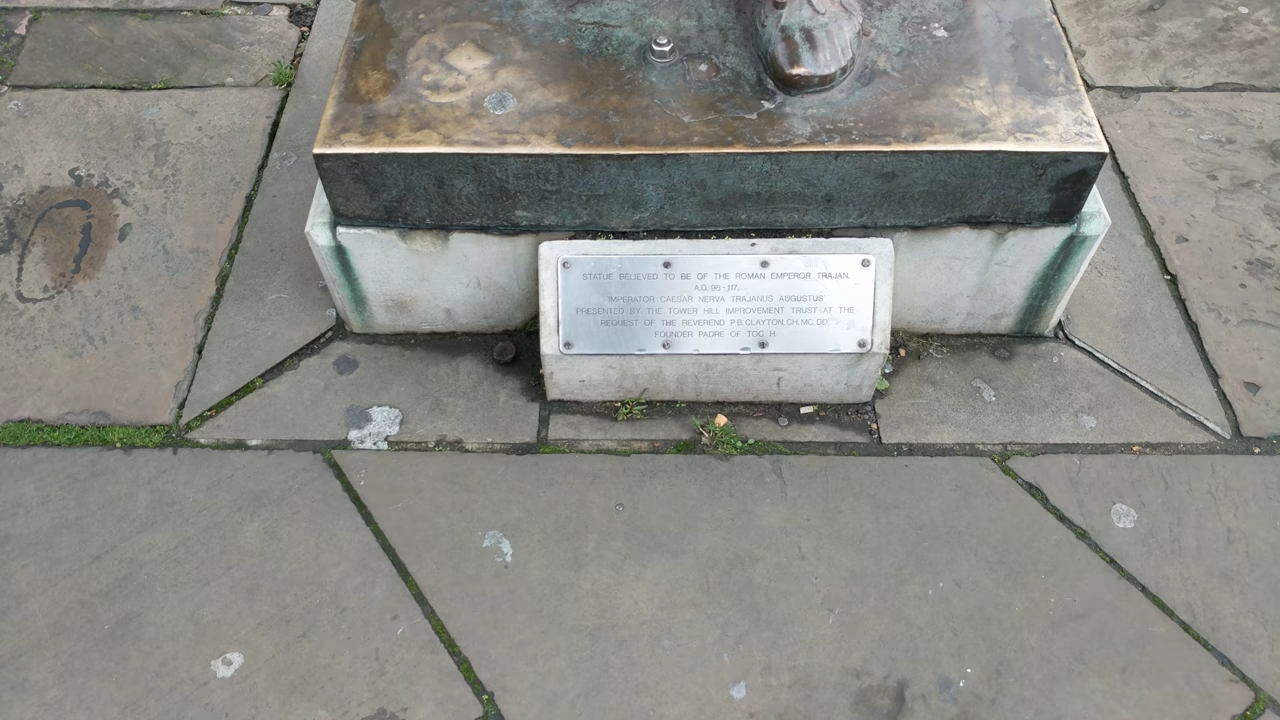 STATUE BELIEVED TO BE OF THE ROMAN EMPEROR TRAJAN.
A.D. 98 - 117.
IMPERATOR CAESAR NERVA TRAJANUS AUGUSTUS
PRESENTED BY THE TOWER HILL IMPROVEMENT TRUST AT THE
REQUEST OF THE REVEREND P.B. CLAYTON, CH. MC. DD.
FOUNDER PADRE OF TOC H.